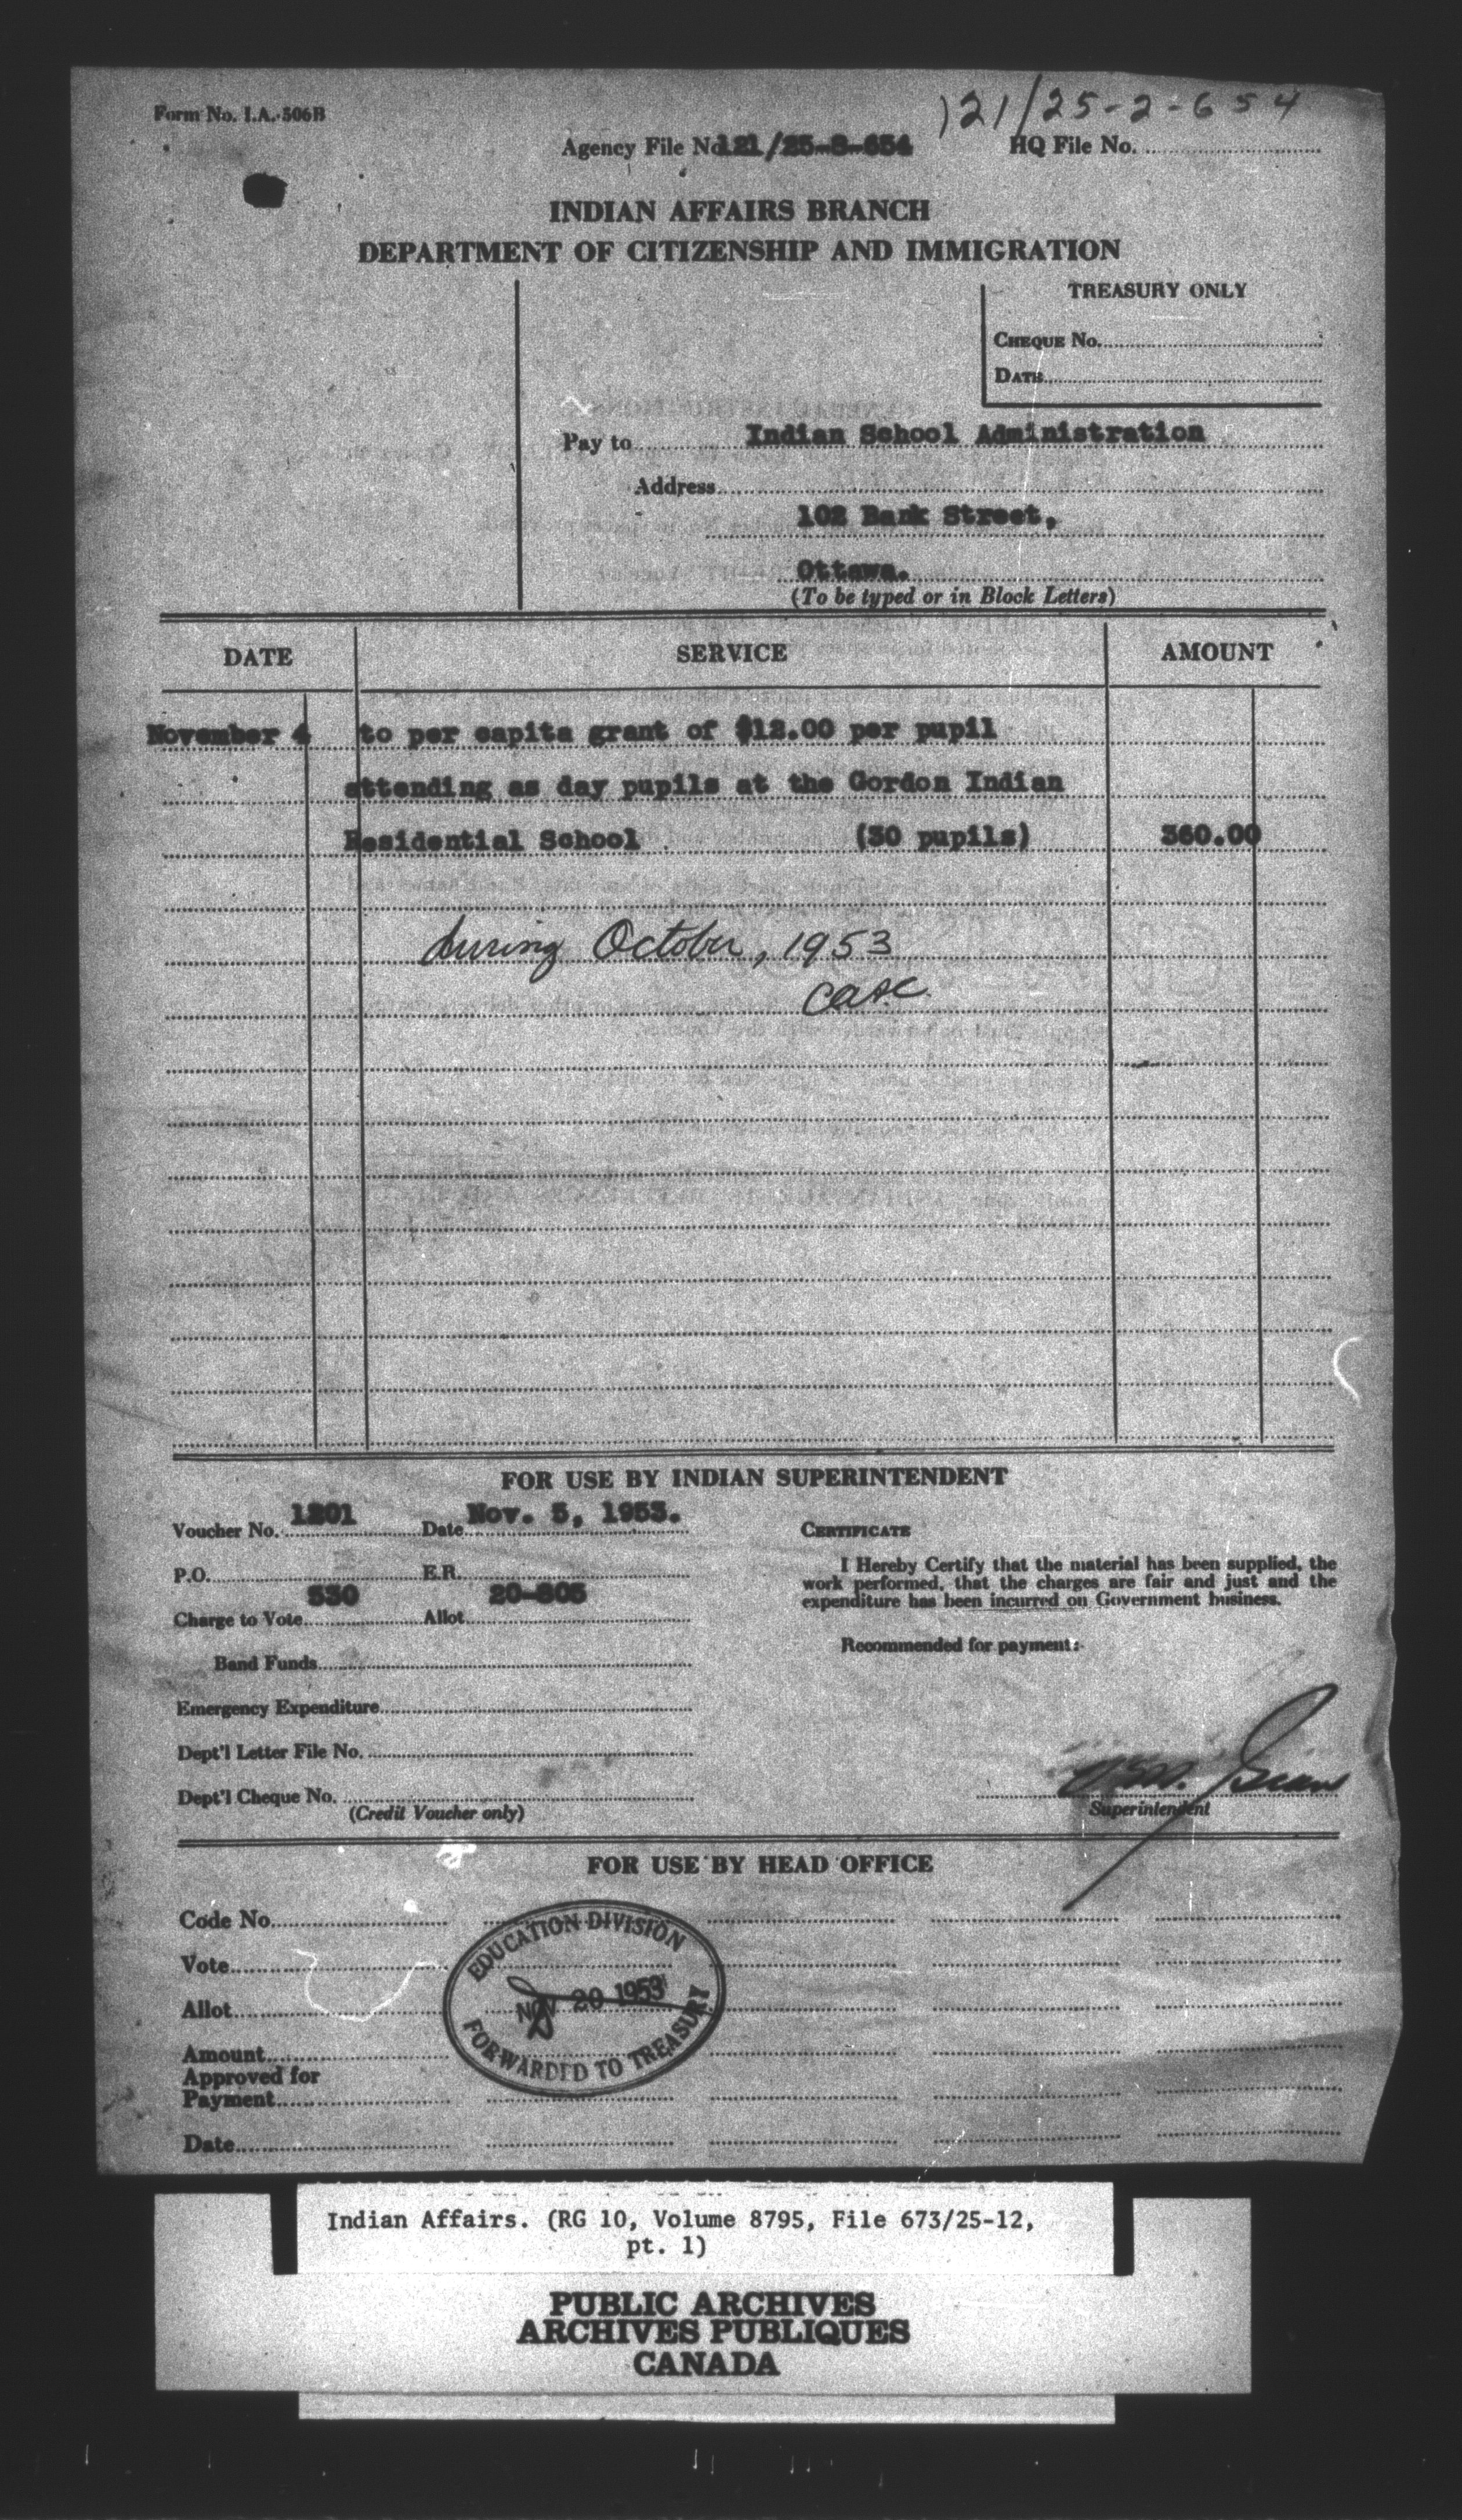 Form No. I.A. 506B
121/25-2-654
Agency File No. 121/25-8-654 HQ File No.
INDIAN AFFAIRS BRANCH
DEPARTMENT OF CITIZENSHIP AND IMMIGRATION
TREASURY ONLY
CHEQUE No.
DATE
Pay to Indian School Administration
Address
102 Bank Street,
Ottawa.
(To be typed or in Block Letters)
DATE SERVICE AMOUNT
November 4 to per capita grant of $12.00 per pupil
attending as day pupils at the Gordon Indian
Residential School (30 pupils) 360.00
during October, 1953
FOR USE BY INDIAN SUPERINTENDENT
Voucher No. 1201 Date Nov. 5, 1953.
P.O. E.R.
Charge to Vote 530 Allot. 20-805
Band Funds
Emergency Expenditure
Dept'l Letter File No.
Dept'l Cheque No.
(Credit Voucher only)
CERTIFICATE
I Hereby Certify that the material has been supplied, the
work performed, that the charges are fair and just and the
expenditure has been incurred on Government business.
Recommended for payment:-
Superintendent
FOR USE BY HEAD OFFICE
Code No.
Vote
Allot.
Amount
Approved for
Payment
Date
EDUCATION DIVISION
NOV 20 1953
FORWARDED TO TREASURY
Indian Affairs. (RG 10, Volume 8795, File 673/25-12,
pt. 1)
PUBLIC ARCHIVES
ARCHIVES PUBLIQUES
CANADA